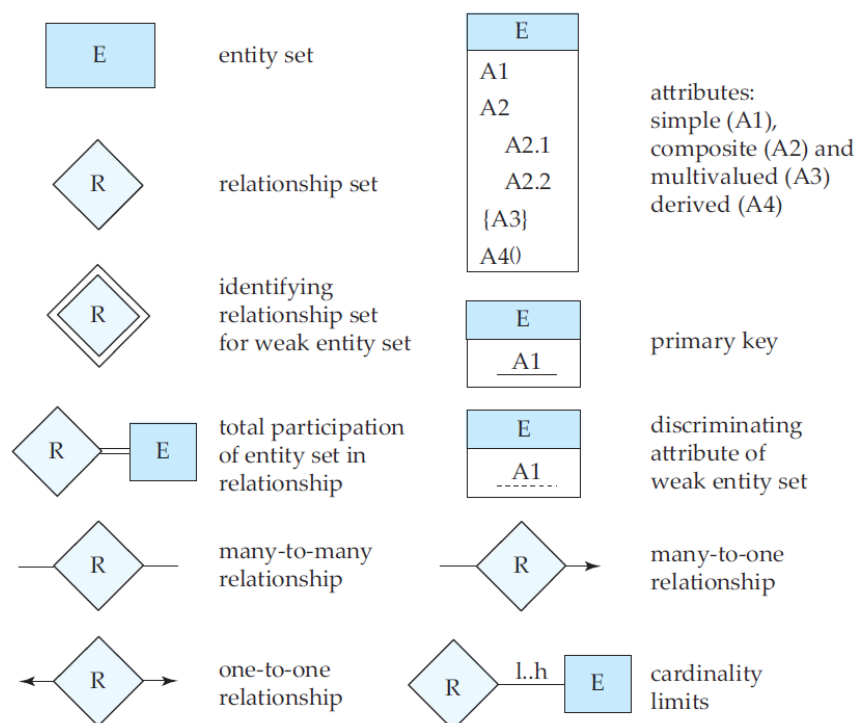 E
entity set
R
relationship set
R
identifying
relationship set
for weak entity set
R
E
total participation
of entity set in
relationship
R
many-to-many
relationship
R
one-to-one
relationship
E
A1
A2
A2.1
A2.2
{A3}
A4()
attributes:
simple (A1),
composite (A2) and
multivalued (A3)
derived (A4)
E
A1
primary key
E
A1
discriminating
attribute of
weak entity set
R
many-to-one
relationship
R
l..h
E
cardinality
limits